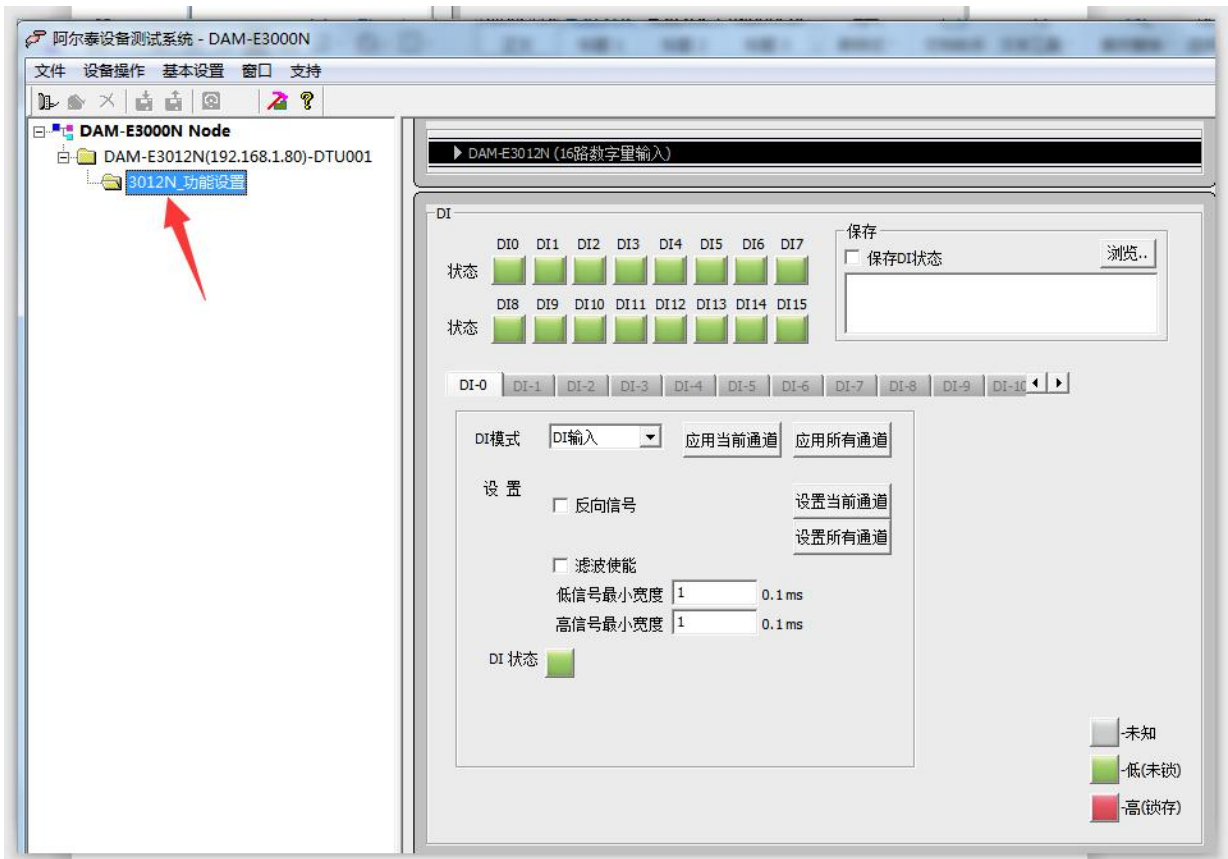 阿尔泰设备测试系统 - DAM-E3000N
文件 设备操作 基本设置 窗口 支持
DAM-E3000N Node
DAM-E3012N(192.168.1.80)-DTU001
3012N_功能设置
DAM-E3012N (16路数字里输入)
DI
DI0 DI1 DI2 DI3 DI4 DI5 DI6 DI7
状态
DI8 DI9 DI10 DI11 DI12 DI13 DI14 DI15
状态
保存
保存DI状态
浏览..
DI-0 DI-1 DI-2 DI-3 DI-4 DI-5 DI-6 DI-7 DI-8 DI-9 DI-10
DI模式 DI输入 应用当前通道 应用所有通道
设 置
反向信号 设置当前通道
设置所有通道
滤波使能
低信号最小宽度 1 0.1ms
高信号最小宽度 1 0.1ms
DI 状态
-未知
-低(未锁)
-高(锁存)